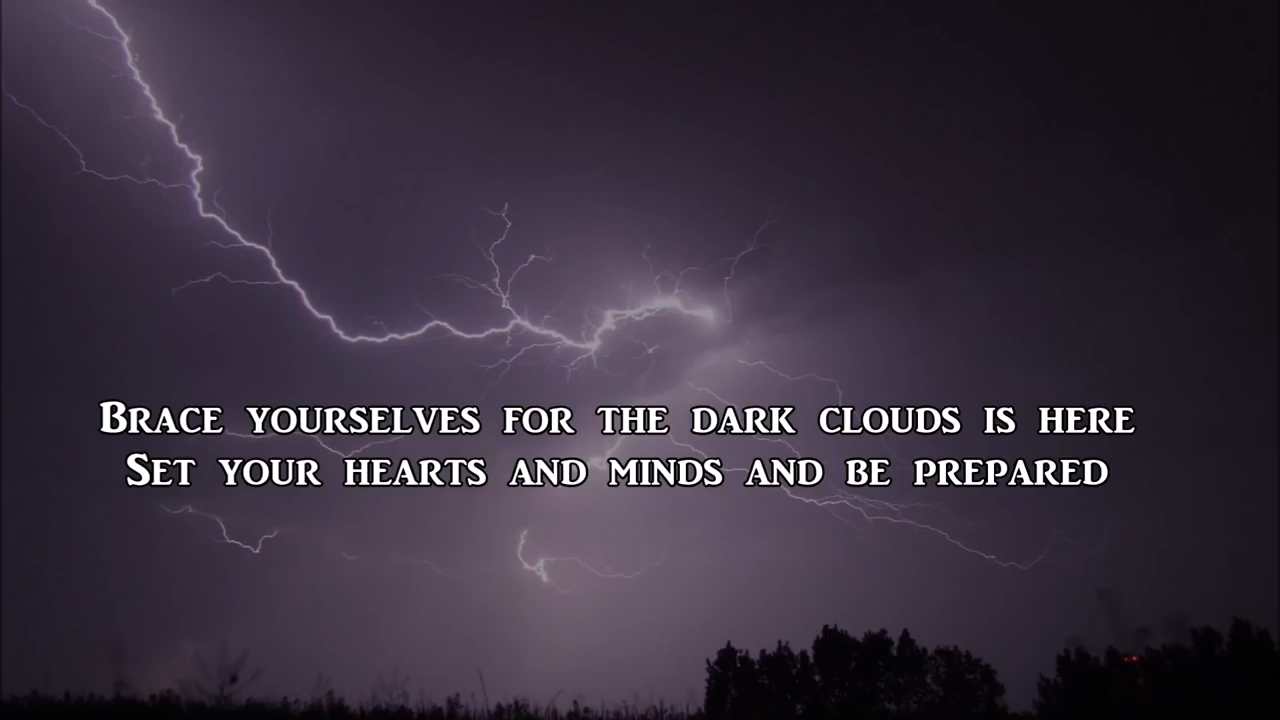 Brace yourselves for the dark clouds is here
Set your hearts and minds and be prepared